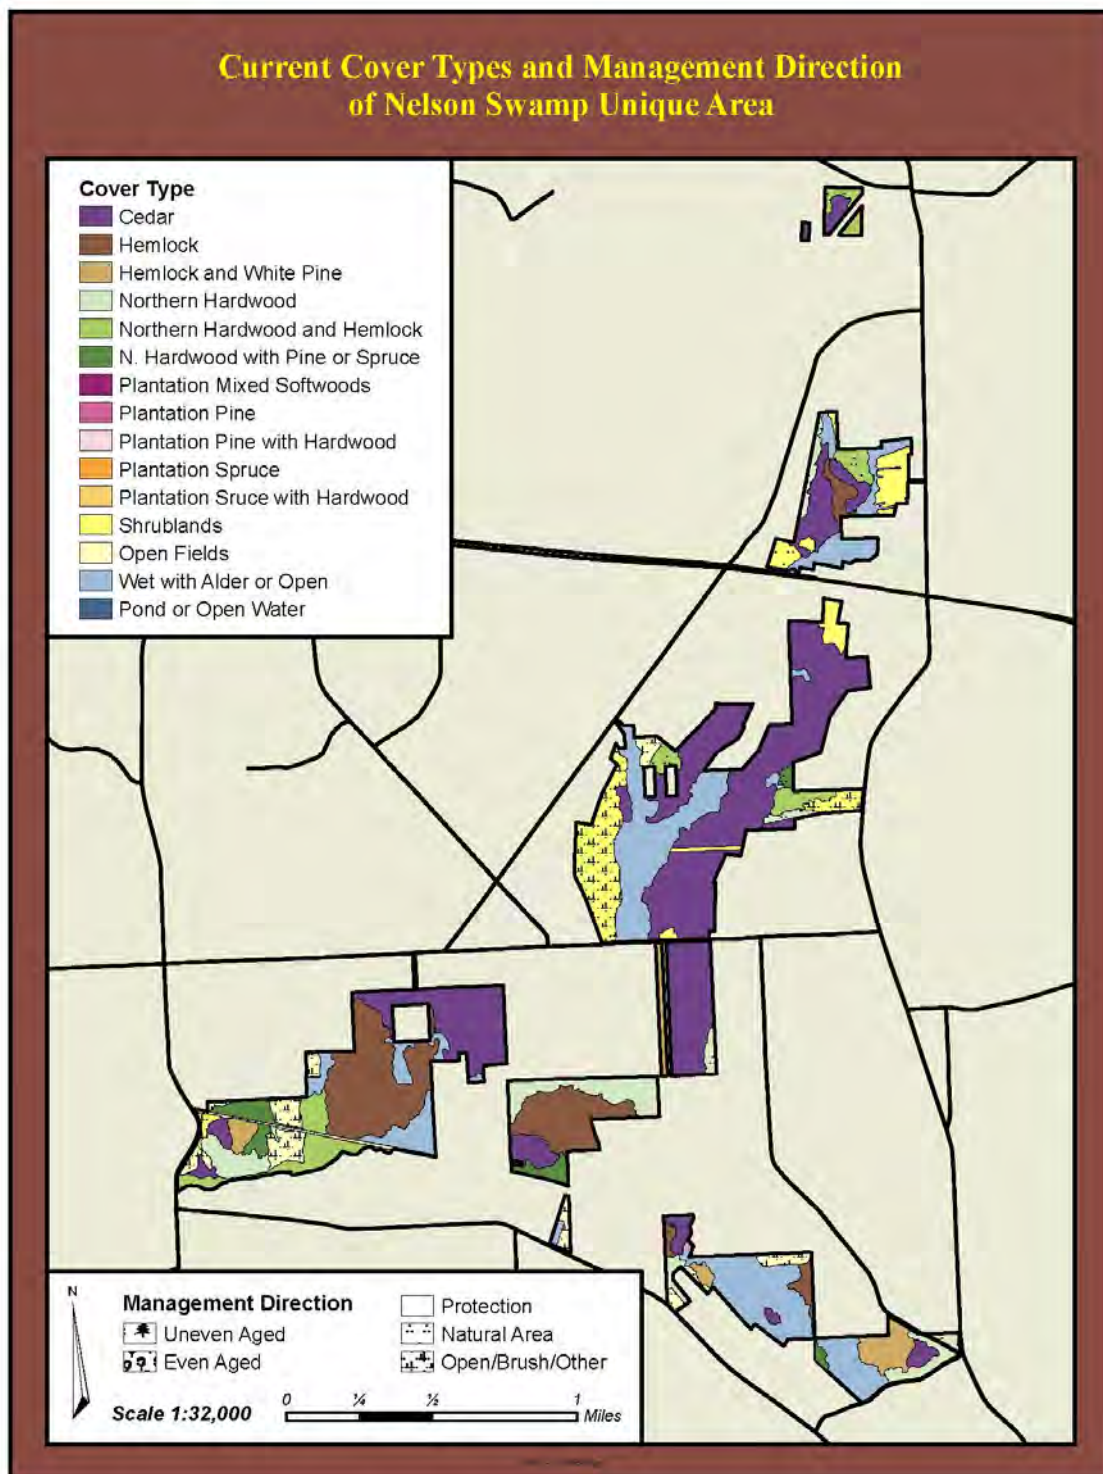 Current Cover Types and Management Direction
of Nelson Swamp Unique Area
Cover Type
Cedar
Hemlock
Hemlock and White Pine
Northern Hardwood
Northern Hardwood and Hemlock
N. Hardwood with Pine or Spruce
Plantation Mixed Softwoods
Plantation Pine
Plantation Pine with Hardwood
Plantation Spruce
Plantation Sruce with Hardwood
Shrublands
Open Fields
Wet with Alder or Open
Pond or Open Water
N
Management Direction
Uneven Aged
Even Aged
Protection
Natural Area
Open/Brush/Other
Scale 1:32,000
0 ¼ ½ 1
Miles